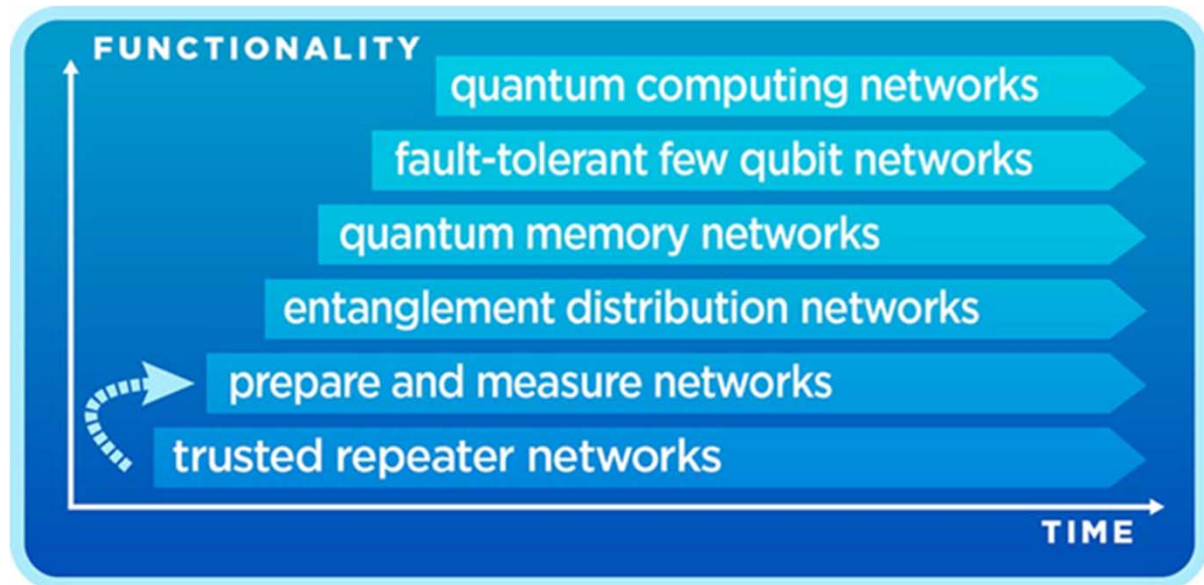 FUNCTIONALITY
quantum computing networks
fault-tolerant few qubit networks
quantum memory networks
entanglement distribution networks
prepare and measure networks
trusted repeater networks
TIME